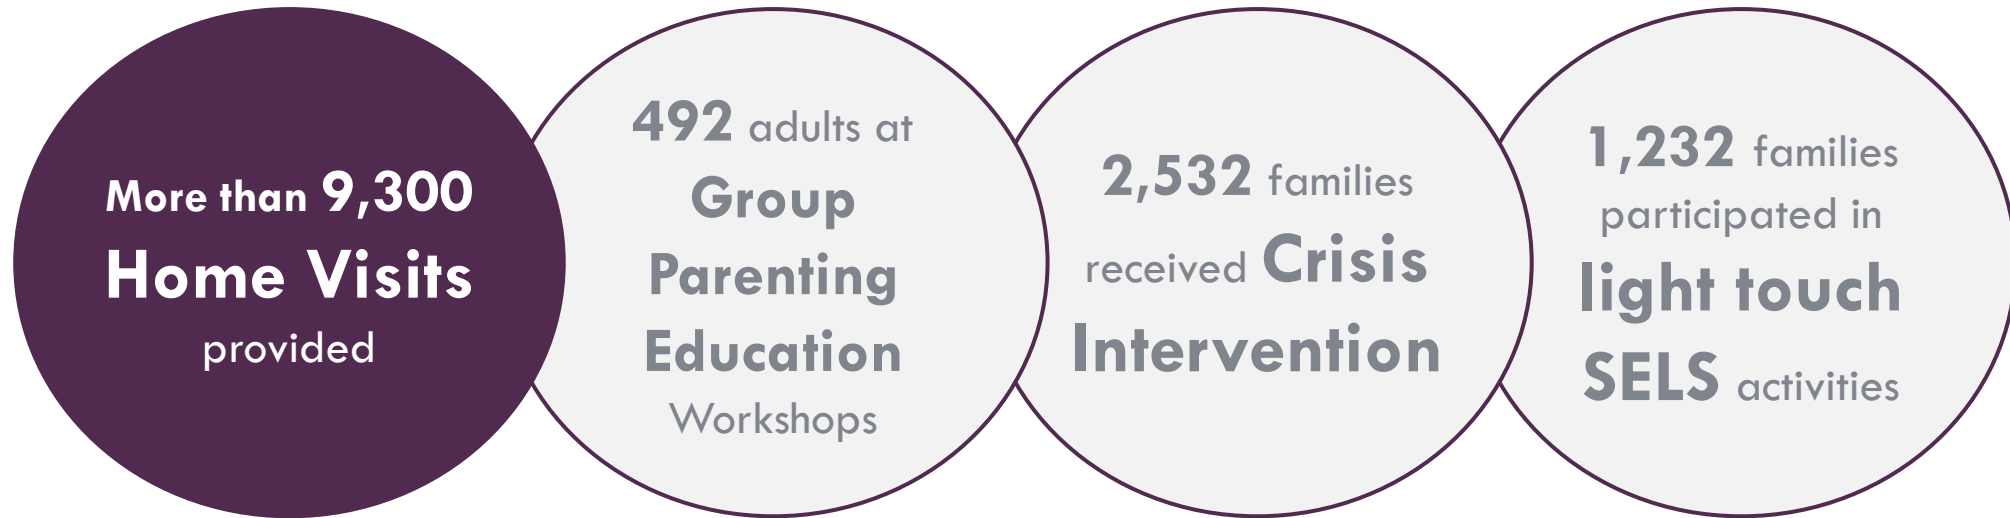 More than 9,300
Home Visits
provided
492 adults at
Group
Parenting
Education
Workshops
2,532 families
received Crisis
Intervention
1,232 families
participated in
light touch
SELS activities